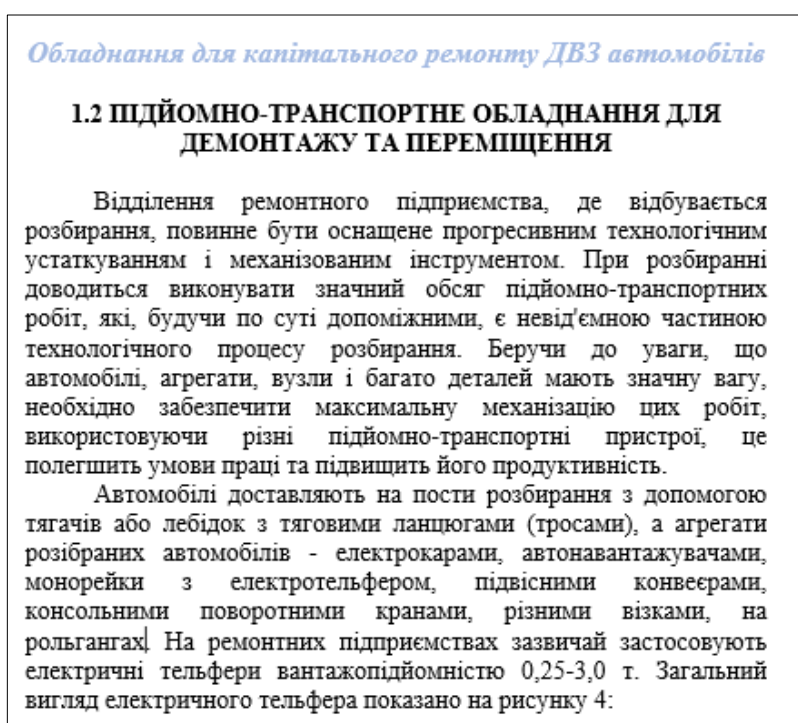 Обладнання для капітального ремонту ДВЗ автомобілів
1.2 ПІДЙОМНО-ТРАНСПОРТНЕ ОБЛАДНАННЯ ДЛЯ
ДЕМОНТАЖУ ТА ПЕРЕМІЩЕННЯ
Відділення ремонтного підприємства, де відбувається
розбирання, повинне бути оснащене прогресивним технологічним
устаткуванням і механізованим інструментом. При розбиранні
доводиться виконувати значний обсяг підйомно-транспортних
робіт, які, будучи по суті допоміжними, є невід'ємною частиною
технологічного процесу розбирання. Беручи до уваги, що
автомобілі, агрегати, вузли і багато деталей мають значну вагу,
необхідно забезпечити максимальну механізацію цих робіт,
використовуючи різні підйомно-транспортні пристрої, це
полегшить умови праці та підвищить його продуктивність.
Автомобілі доставляють на пости розбирання з допомогою
тягачів або лебідок з тяговими ланцюгами (тросами), а агрегати
розібраних автомобілів - електрокарами, автонавантажувачами,
монорейки з електротельфером, підвісними конвеєрами,
консольними поворотними кранами, різними візками, на
рольгангах. На ремонтних підприємствах зазвичай застосовують
електричні тельфери вантажопідйомністю 0,25-3,0 т. Загальний
вигляд електричного тельфера показано на рисунку 4: